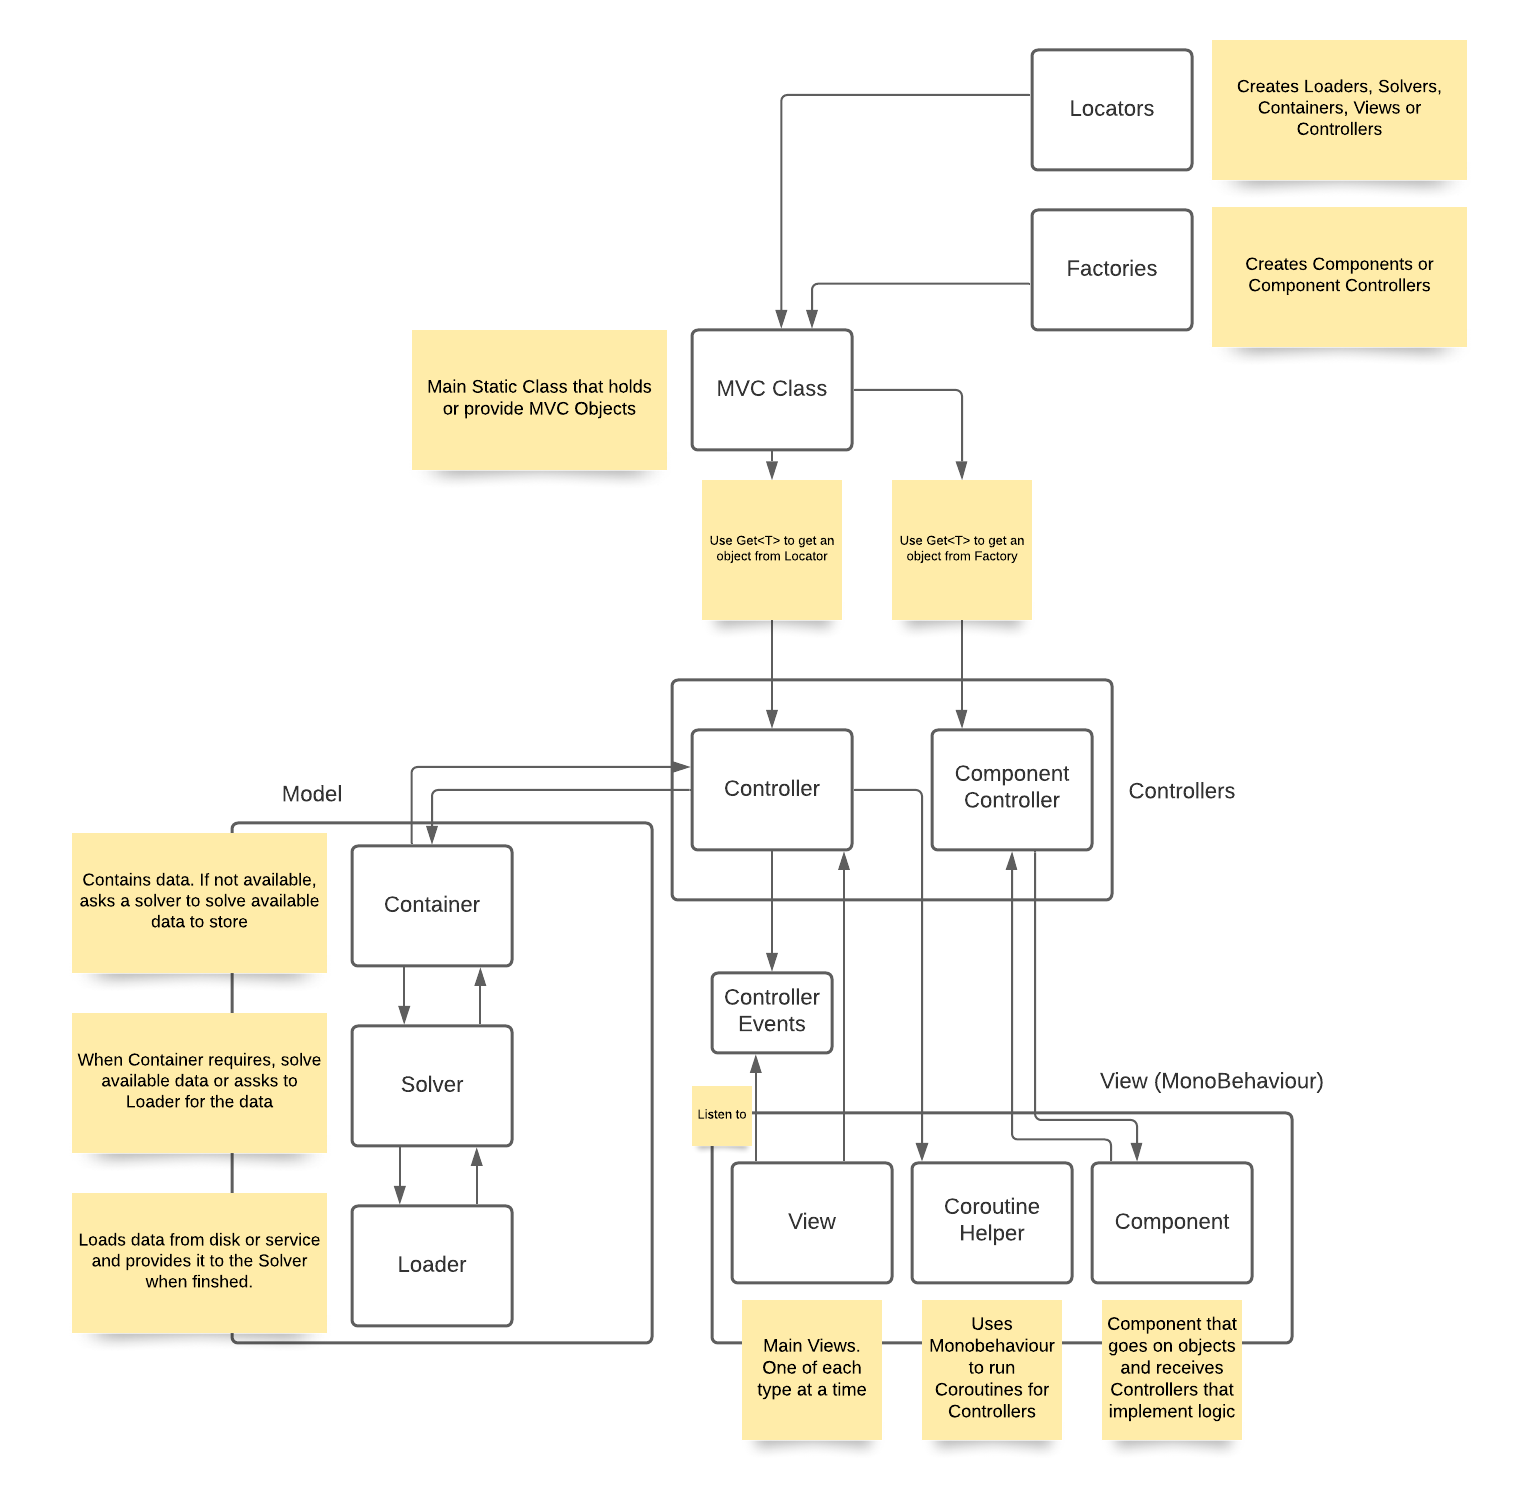 Locators
Creates Loaders, Solvers,
Containers, Views or
Controllers
Factories
Creates Components or
Component Controllers
Main Static Class that holds
or provide MVC Objects
MVC Class
Use Get<T> to get an
object from Locator
Use Get<T> to get an
object from Factory
Controller
Component
Controller
Controllers
Model
Contains data. If not available,
asks a solver to solve available
data to store
Container
Controller
Events
When Container requires, solve
available data or assks to
Loader for the data
Solver
View (MonoBehaviour)
Listen to
Loads data from disk or service
and provides it to the Solver
when finshed.
Loader
View
Coroutine
Helper
Component
Main Views.
One of each
type at a time
Uses
Monobehaviour
to run
Coroutines for
Controllers
Component that
goes on objects
and receives
Controllers that
implement logic